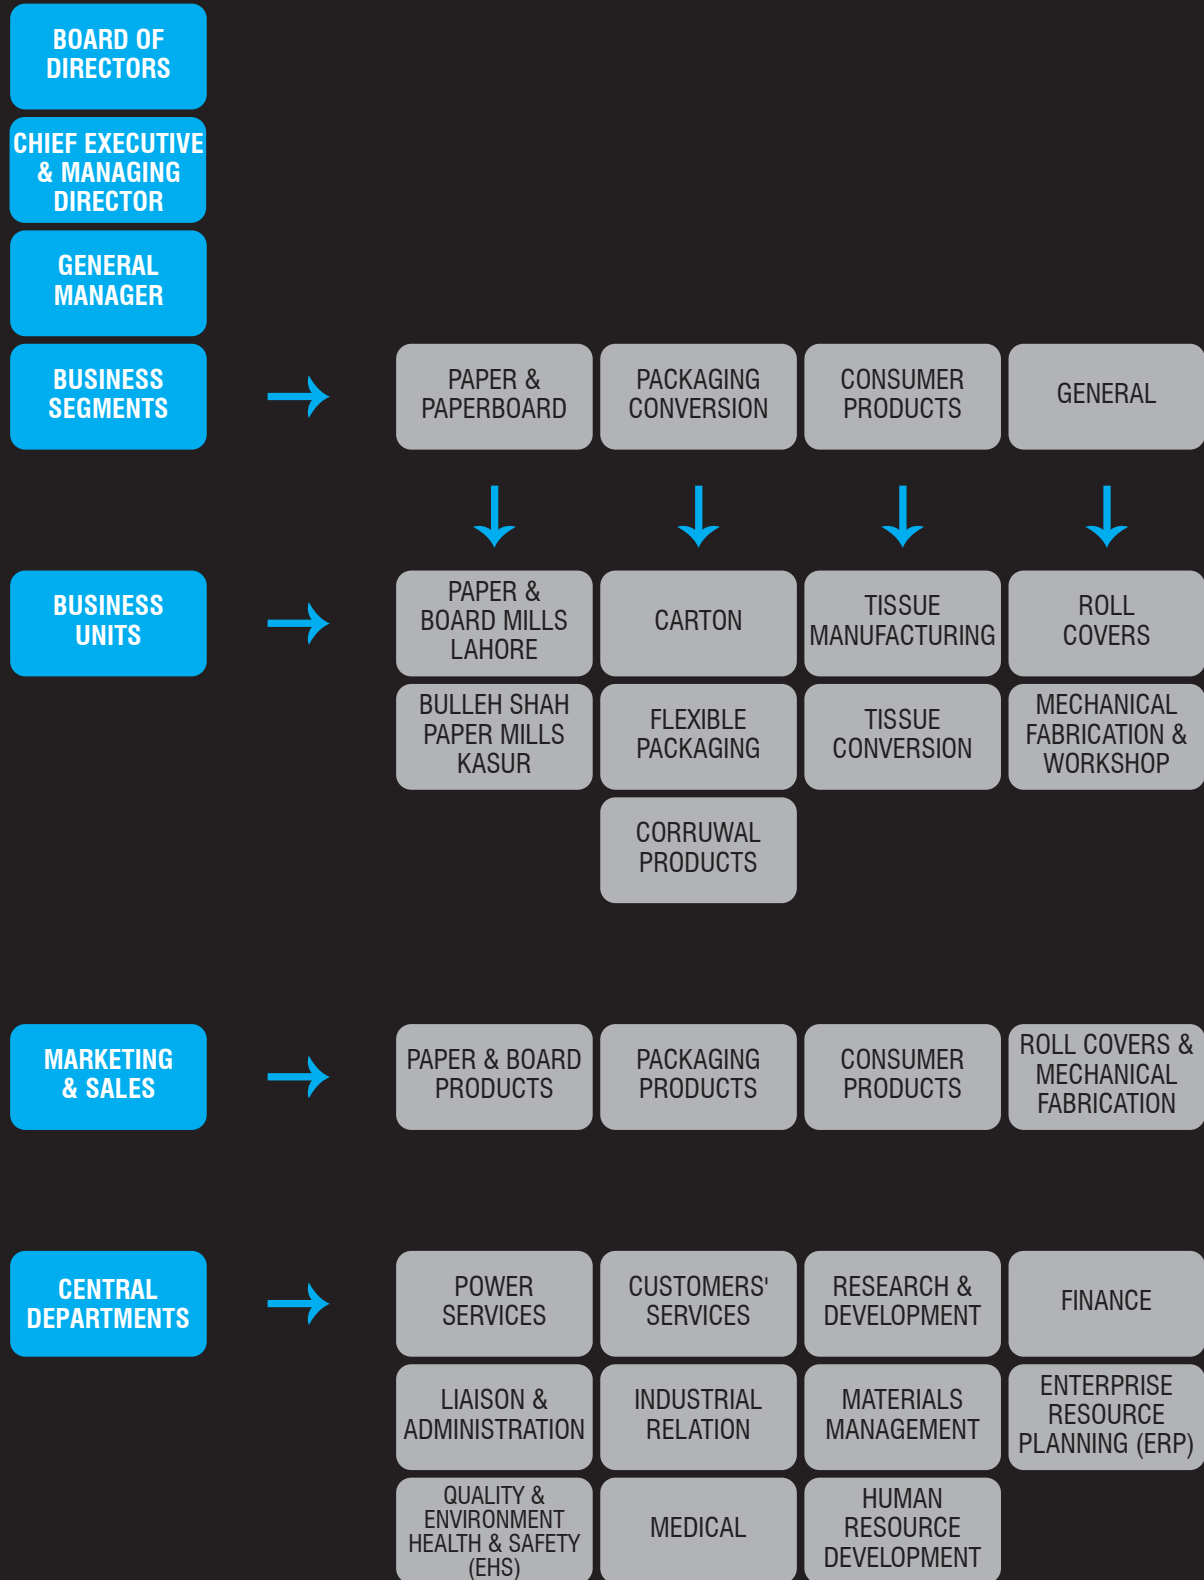 BOARD OF
DIRECTORS
CHIEF EXECUTIVE
& MANAGING
DIRECTOR
GENERAL
MANAGER
BUSINESS
SEGMENTS
PAPER &
PAPERBOARD
PACKAGING
CONVERSION
CONSUMER
PRODUCTS
GENERAL
BUSINESS
UNITS
PAPER &
BOARD MILLS
LAHORE
CARTON
TISSUE
MANUFACTURING
ROLL
COVERS
BULLEH SHAH
PAPER MILLS
KASUR
FLEXIBLE
PACKAGING
TISSUE
CONVERSION
MECHANICAL
FABRICATION &
WORKSHOP
CORRUWAL
PRODUCTS
MARKETING
& SALES
PAPER & BOARD
PRODUCTS
PACKAGING
PRODUCTS
CONSUMER
PRODUCTS
ROLL COVERS &
MECHANICAL
FABRICATION
CENTRAL
DEPARTMENTS
POWER
SERVICES
CUSTOMERS'
SERVICES
RESEARCH &
DEVELOPMENT
FINANCE
LIAISON &
ADMINISTRATION
INDUSTRIAL
RELATION
MATERIALS
MANAGEMENT
ENTERPRISE
RESOURCE
PLANNING (ERP)
QUALITY &
ENVIRONMENT
HEALTH & SAFETY
(EHS)
MEDICAL
HUMAN
RESOURCE
DEVELOPMENT